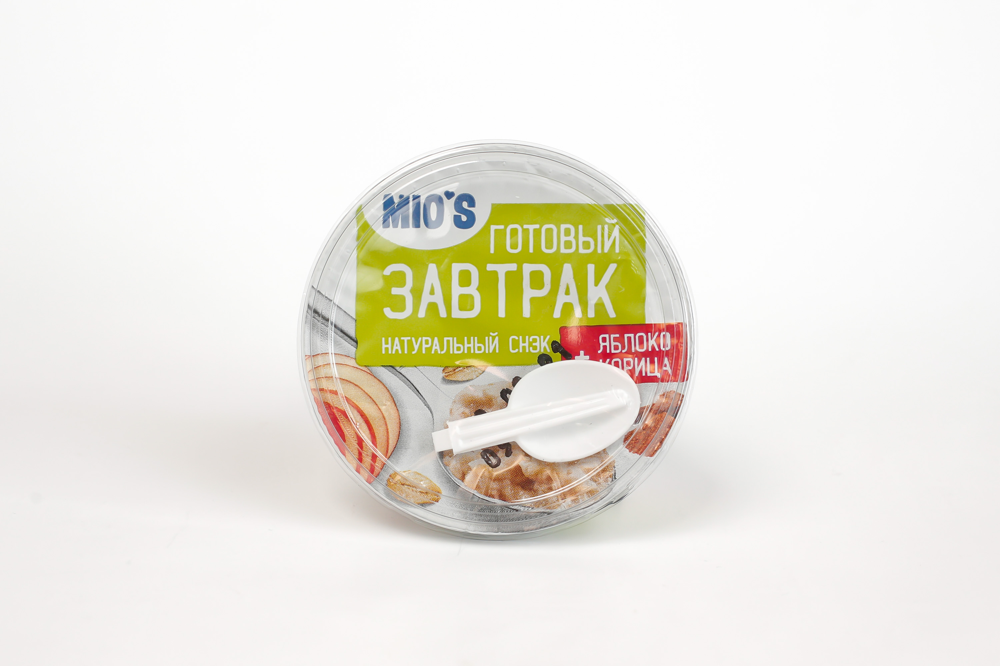 MIO'S
ГОТОВЫЙ
ЗАВТРАК
НАТУРАЛЬНЫЙ СНЭК
+ ЯБЛОКО
КОРИЦА